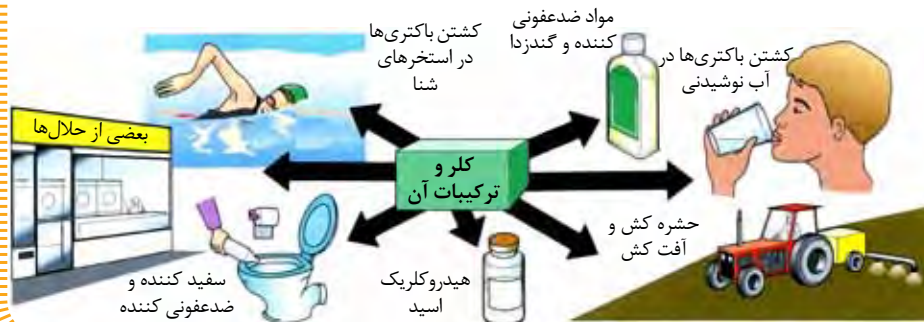 مواد ضدعفونی
کننده و گندزدا
کشتن باکتری‌ها
در استخرهای
شنا
کشتن باکتری‌ها در
آب نوشیدنی
بعضی از حلال‌ها
کلر و
ترکیبات آن
حشره کش و
آفت کش
هیدروکلریک
اسید
سفید کننده و
ضدعفونی کننده